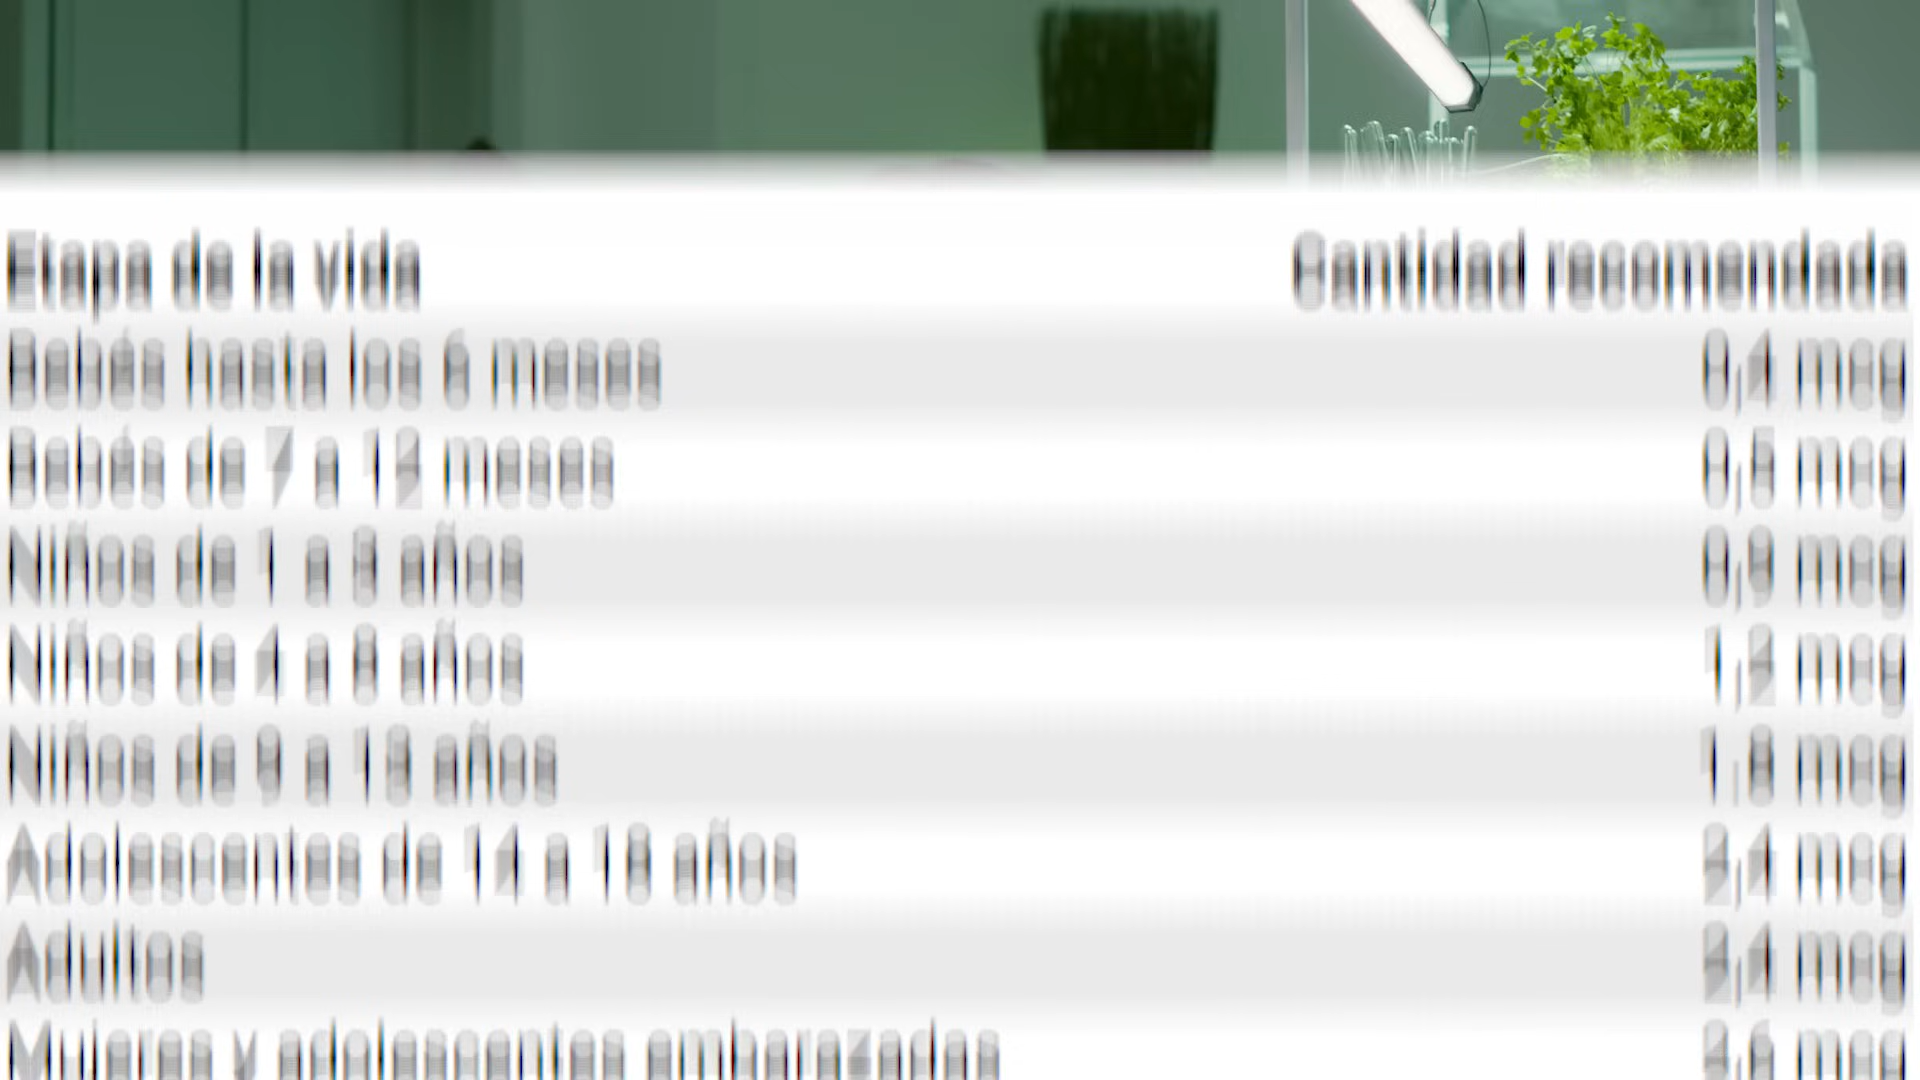 Etapa de la vida Cantidad recomendada
Bebés hasta los 6 meses 0,4 mcg
Bebés de 7 a 12 meses 0,5 mcg
Niños de 1 a 3 años 0,9 mcg
Niños de 4 a 8 años 1,2 mcg
Niños de 9 a 13 años 1,8 mcg
Adolescentes de 14 a 18 años 2,4 mcg
Adultos 2,4 mcg
Mujeres y adolescentes embarazadas 2,6 mcg